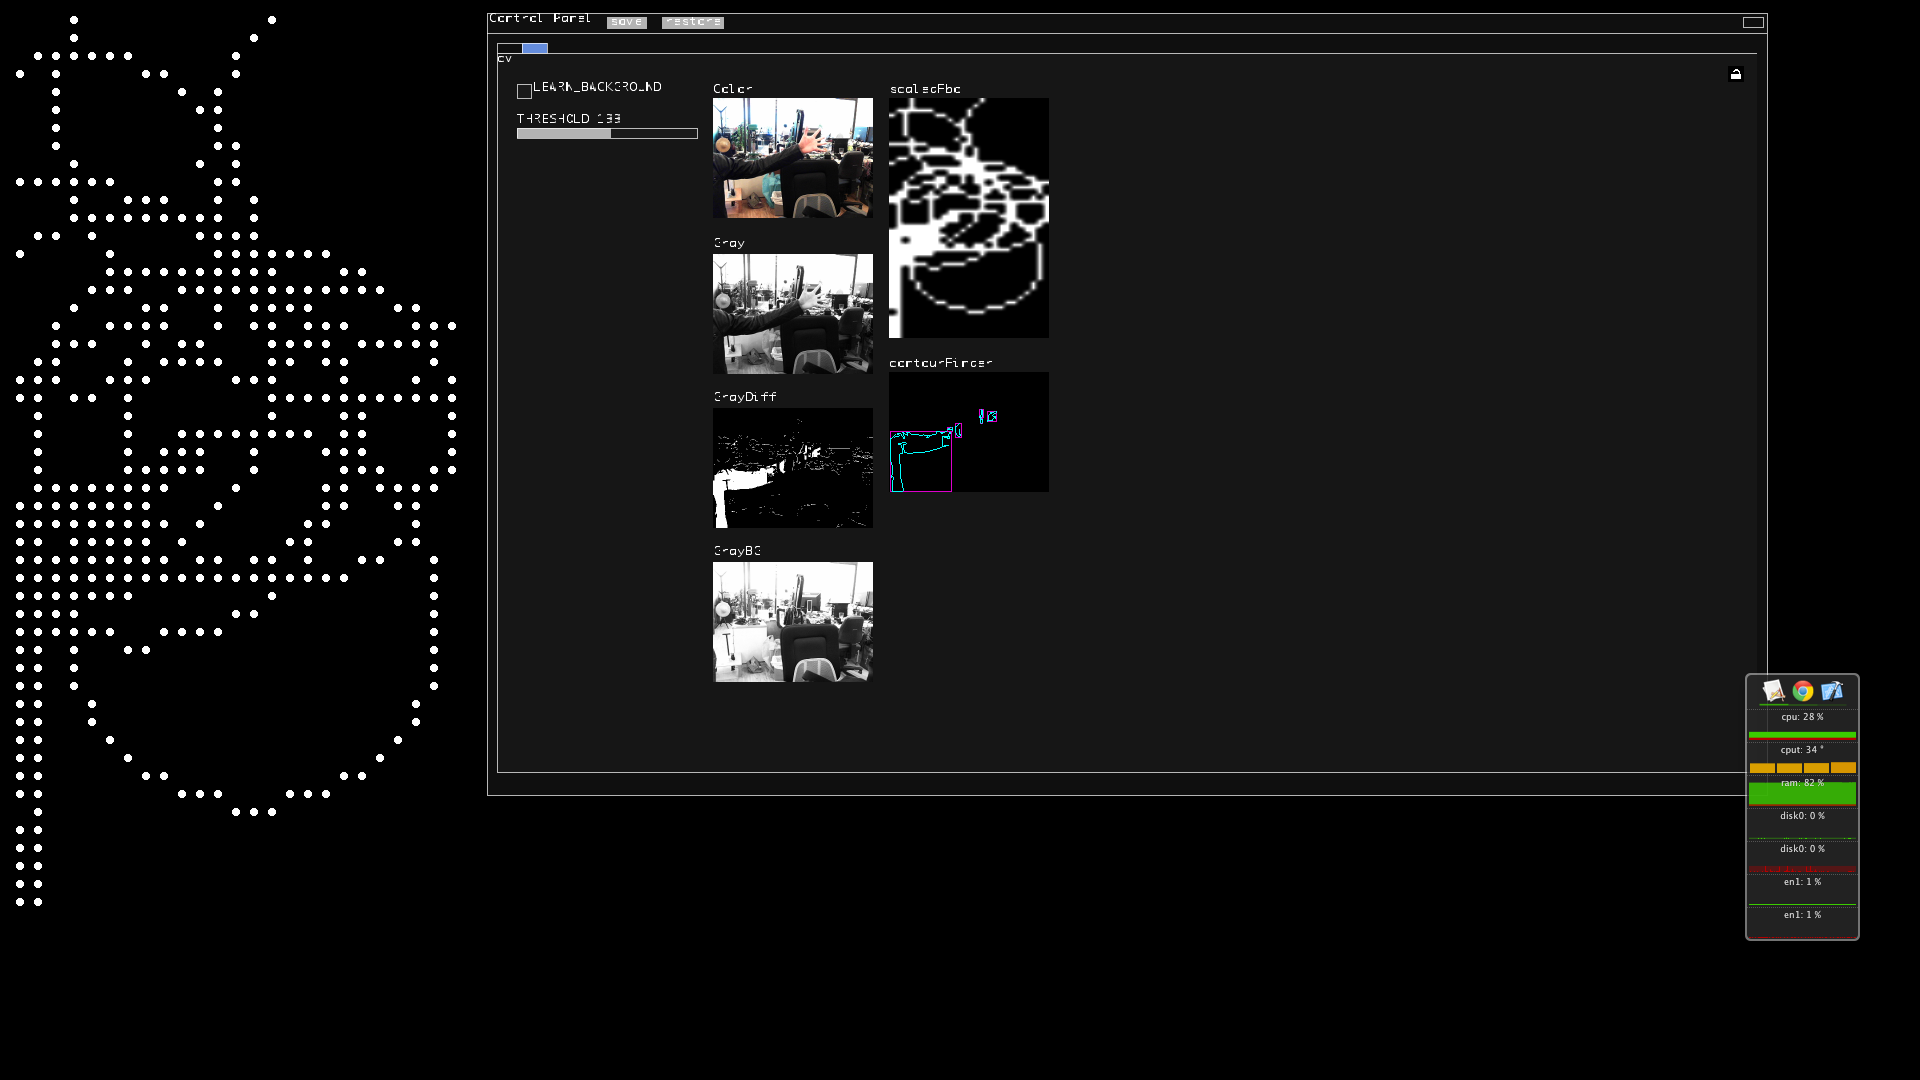 Control Panel save restore
cv
LEARN_BACKGROUND
THRESHOLD 133
Color
scaledFbo
Gray
contourFinder
GrayDiff
GrayBG
cpu: 28 %
cput: 34 °
ram: 82 %
disk0: 0 %
disk0: 0 %
en1: 1 %
en1: 1 %